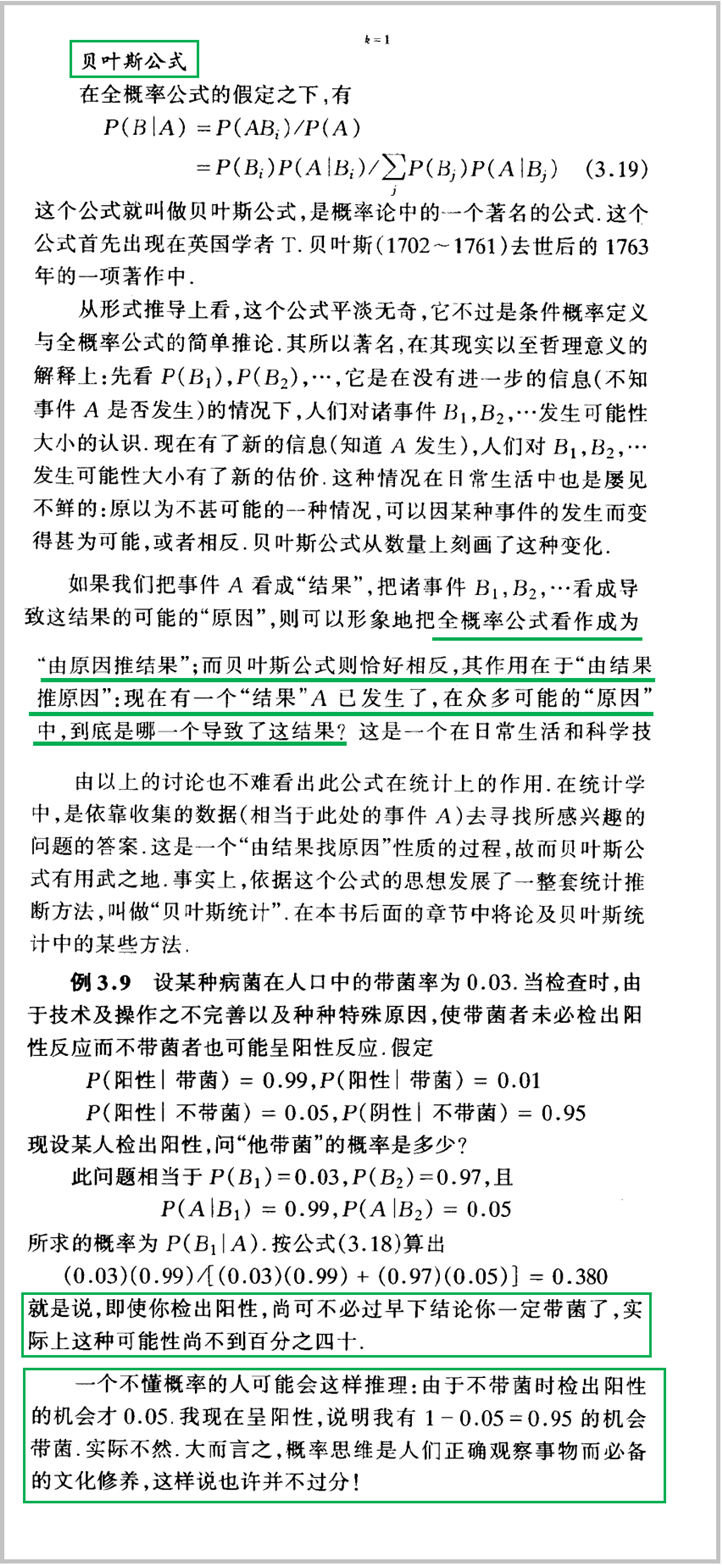 k=1
贝叶斯公式
在全概率公式的假定之下,有
P(B|A) =P(ABᵢ)/P(A)
=P(Bᵢ)P(A|Bᵢ)/∑P(Bⱼ)P(A|Bⱼ) (3.19)
j
这个公式就叫做贝叶斯公式,是概率论中的一个著名的公式.这个
公式首先出现在英国学者 T.贝叶斯(1702~1761)去世后的 1763
年的一项著作中.
从形式推导上看,这个公式平淡无奇,它不过是条件概率定义
与全概率公式的简单推论.其所以著名,在其现实以至哲理意义的
解释上:先看 P(B₁),P(B₂),…,它是在没有进一步的信息(不知
事件 A 是否发生)的情况下,人们对诸事件 B₁,B₂,…发生可能性
大小的认识.现在有了新的信息(知道 A 发生),人们对 B₁,B₂,…
发生可能性大小有了新的估价.这种情况在日常生活中也是屡见
不鲜的:原以为不甚可能的一种情况,可以因某种事件的发生而变
得甚为可能,或者相反.贝叶斯公式从数量上刻画了这种变化.
如果我们把事件 A 看成“结果”,把诸事件 B₁,B₂,…看成导
致这结果的可能的“原因”,则可以形象地把全概率公式看作成为
“由原因推结果”;而贝叶斯公式则恰好相反,其作用在于“由结果
推原因”:现在有一个“结果”A 已发生了,在众多可能的“原因”
中,到底是哪一个导致了这结果? 这是一个在日常生活和科学技
由以上的讨论也不难看出此公式在统计上的作用.在统计学
中,是依靠收集的数据(相当于此处的事件 A)去寻找所感兴趣的
问题的答案.这是一个“由结果找原因”性质的过程,故而贝叶斯公
式有用武之地.事实上,依据这个公式的思想发展了一整套统计推
断方法,叫做“贝叶斯统计”.在本书后面的章节中将论及贝叶斯统
计中的某些方法.
例 3.9 设某种病菌在人口中的带菌率为 0.03.当检查时,由
于技术及操作之不完善以及种种特殊原因,使带菌者未必检出阳
性反应而不带菌者也可能呈阳性反应.假定
P(阳性| 带菌) = 0.99,P(阳性| 带菌) = 0.01
P(阳性| 不带菌) = 0.05,P(阴性| 不带菌) = 0.95
现设某人检出阳性,问“他带菌”的概率是多少?
此问题相当于 P(B₁)=0.03,P(B₂)=0.97,且
P(A|B₁) = 0.99,P(A|B₂) = 0.05
所求的概率为 P(B₁|A).按公式(3.18)算出
(0.03)(0.99)/[(0.03)(0.99) + (0.97)(0.05)] = 0.380
就是说,即使你检出阳性,尚可不必过早下结论你一定带菌了,实
际上这种可能性尚不到百分之四十.
一个不懂概率的人可能会这样推理:由于不带菌时检出阳性
的机会才 0.05.我现在呈阳性,说明我有 1-0.05=0.95 的机会
带菌.实际不然.大而言之,概率思维是人们正确观察事物而必备
的文化修养,这样说也许并不过分!